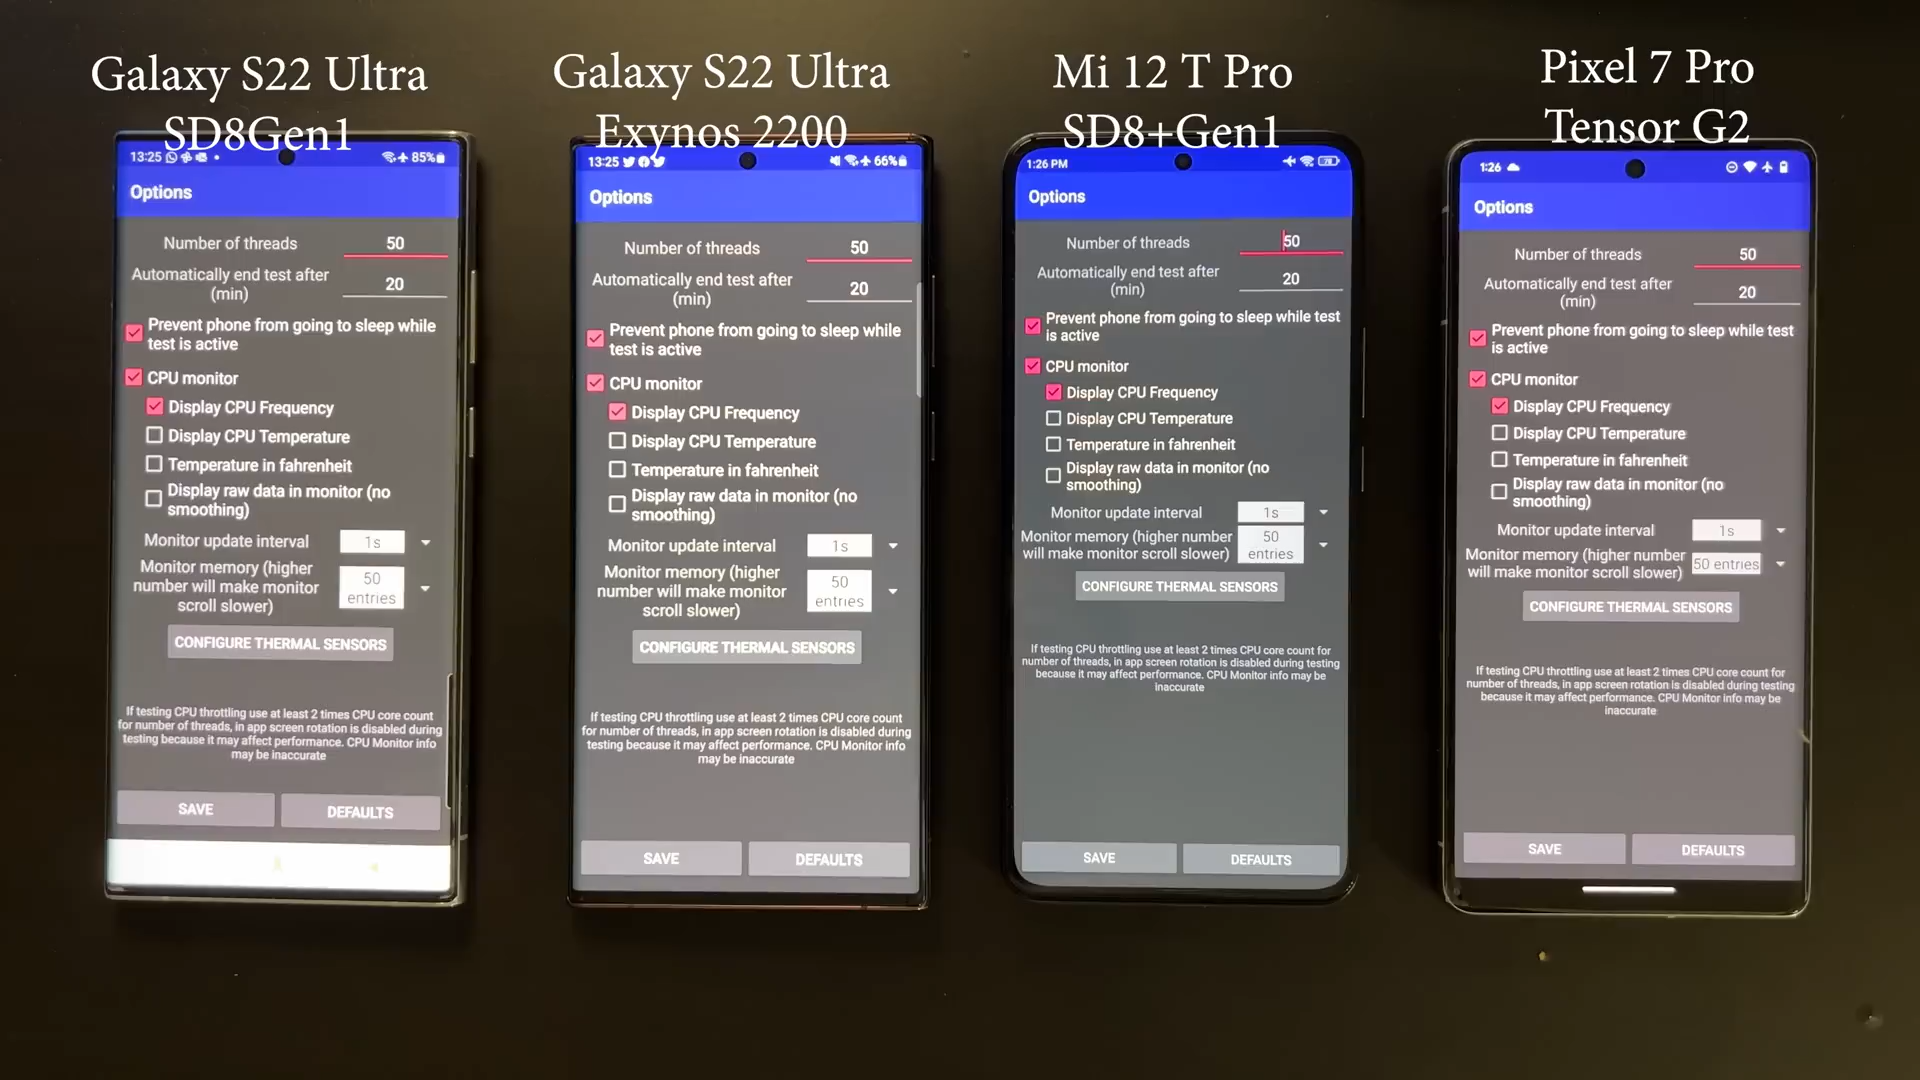 Galaxy S22 Ultra
SD8Gen1
13:25 85%
Options
Number of threads 50
Automatically end test after
(min) 20
Prevent phone from going to sleep while
test is active
CPU monitor
Display CPU Frequency
Display CPU Temperature
Temperature in fahrenheit
Display raw data in monitor (no
smoothing)
Monitor update interval 1s
Monitor memory (higher
number will make monitor
scroll slower)
50
entries
CONFIGURE THERMAL SENSORS
If testing CPU throttling use at least 2 times CPU core count
for number of threads, in app screen rotation is disabled during
testing because it may affect performance. CPU Monitor info
may be inaccurate
SAVE DEFAULTS
Galaxy S22 Ultra
Exynos 2200
13:25 66%
Options
Number of threads 50
Automatically end test after
(min) 20
Prevent phone from going to sleep while
test is active
CPU monitor
Display CPU Frequency
Display CPU Temperature
Temperature in fahrenheit
Display raw data in monitor (no
smoothing)
Monitor update interval 1s
Monitor memory (higher
number will make monitor
scroll slower)
50
entries
CONFIGURE THERMAL SENSORS
If testing CPU throttling use at least 2 times CPU core count
for number of threads, in app screen rotation is disabled during
testing because it may affect performance. CPU Monitor info
may be inaccurate
SAVE DEFAULTS
Mi 12 T Pro
SD8+Gen1
1:26 PM
Options
Number of threads 50
Automatically end test after
(min) 20
Prevent phone from going to sleep while test
is active
CPU monitor
Display CPU Frequency
Display CPU Temperature
Temperature in fahrenheit
Display raw data in monitor (no
smoothing)
Monitor update interval 1s
Monitor memory (higher number
will make monitor scroll slower)
50
entries
CONFIGURE THERMAL SENSORS
If testing CPU throttling use at least 2 times CPU core count for
number of threads, in app screen rotation is disabled during testing
because it may affect performance. CPU Monitor info may be
inaccurate
SAVE DEFAULTS
Pixel 7 Pro
Tensor G2
1:26
Options
Number of threads 50
Automatically end test after
(min) 20
Prevent phone from going to sleep while test
is active
CPU monitor
Display CPU Frequency
Display CPU Temperature
Temperature in fahrenheit
Display raw data in monitor (no
smoothing)
Monitor update interval 1s
Monitor memory (higher number
will make monitor scroll slower) 50 entries
CONFIGURE THERMAL SENSORS
If testing CPU throttling use at least 2 times CPU core count for
number of threads, in app screen rotation is disabled during testing
because it may affect performance. CPU Monitor info may be
inaccurate
SAVE DEFAULTS